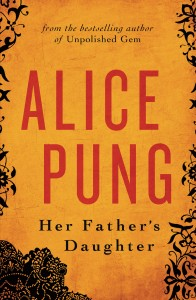 from the bestselling author
of Unpolished Gem
ALICE
PUNG
Her Father's
Daughter